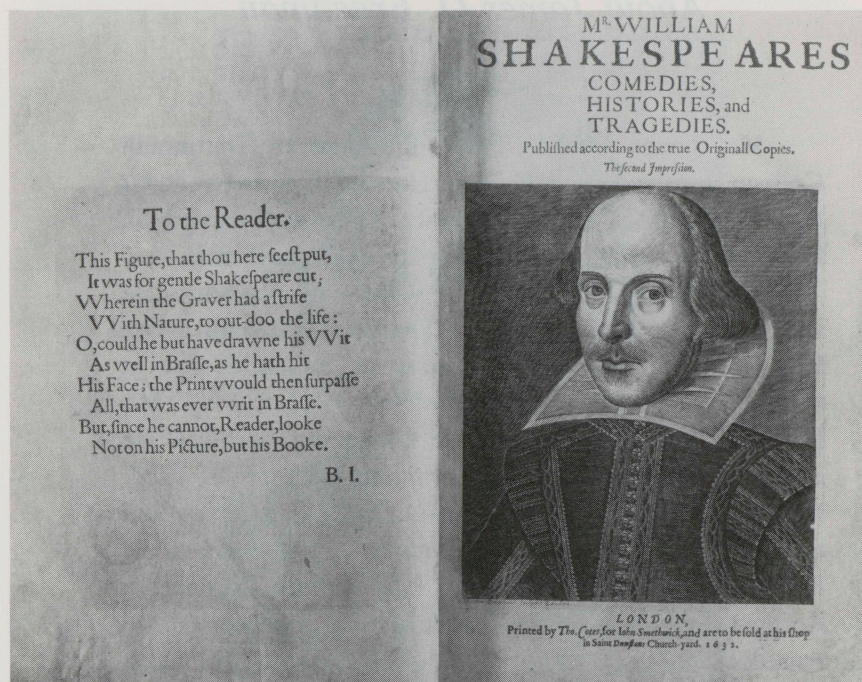 To the Reader.
This Figure, that thou here seeſt put,
It was for gentle Shakeſpeare cut;
VVherein the Graver had a ſtrife
VVith Nature, to out-doo the life:
O, could he but have drawne his VVit
As well in Braſſe, as he hath hit
His Face; the Print vvould then ſurpaſſe
All, that vvas ever vvrit in Braſſe.
But, ſince he cannot, Reader, looke
Not on his Picture, but his Booke.
B. I.
Mr. WILLIAM
SHAKESPEARES
COMEDIES,
HISTORIES, and
TRAGEDIES.
Publiſhed according to the true Originall Copies.
The ſecond Impreſsion.
LONDON,
Printed by Tho. Cotes, for Iohn Smethwick, and are to be ſold at his ſhop
in Saint Dunſtans Church-yard. 1632.